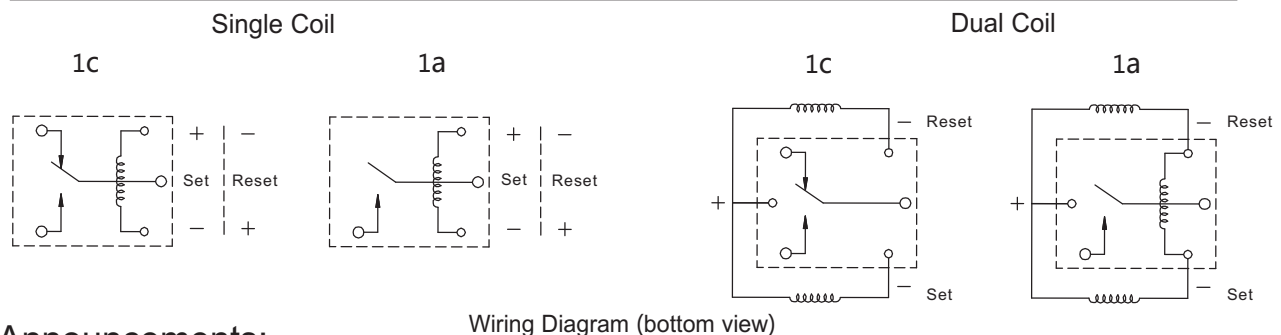 Single Coil Dual Coil
1c 1a 1c 1a
+ | − + | − − Reset − Reset
Set | Reset Set | Reset + +
− | + − | + − Set − Set
Wiring Diagram (bottom view)